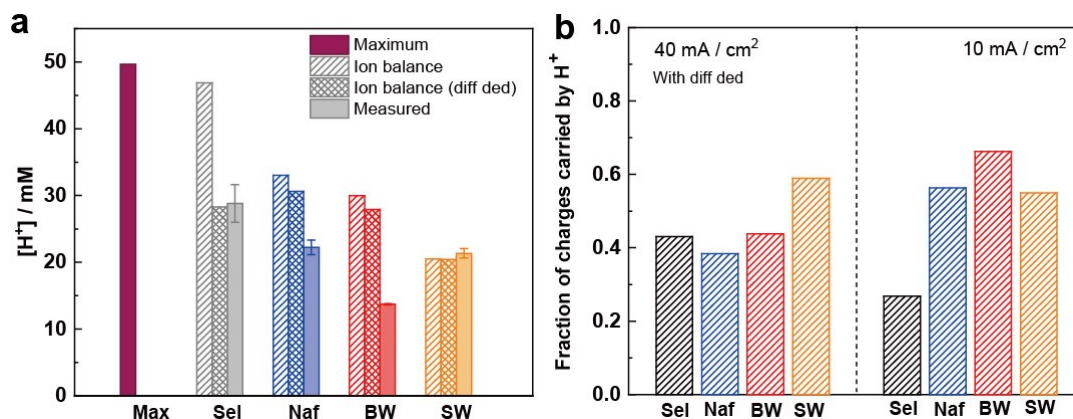 a
[H⁺] / mM
50
40
30
20
10
0
Maximum
Ion balance
Ion balance (diff ded)
Measured
Max Sel Naf BW SW
b
Fraction of charges carried by H⁺
1.0
0.8
0.6
0.4
0.2
0.0
40 mA / cm²
With diff ded
10 mA / cm²
Sel Naf BW SW Sel Naf BW SW